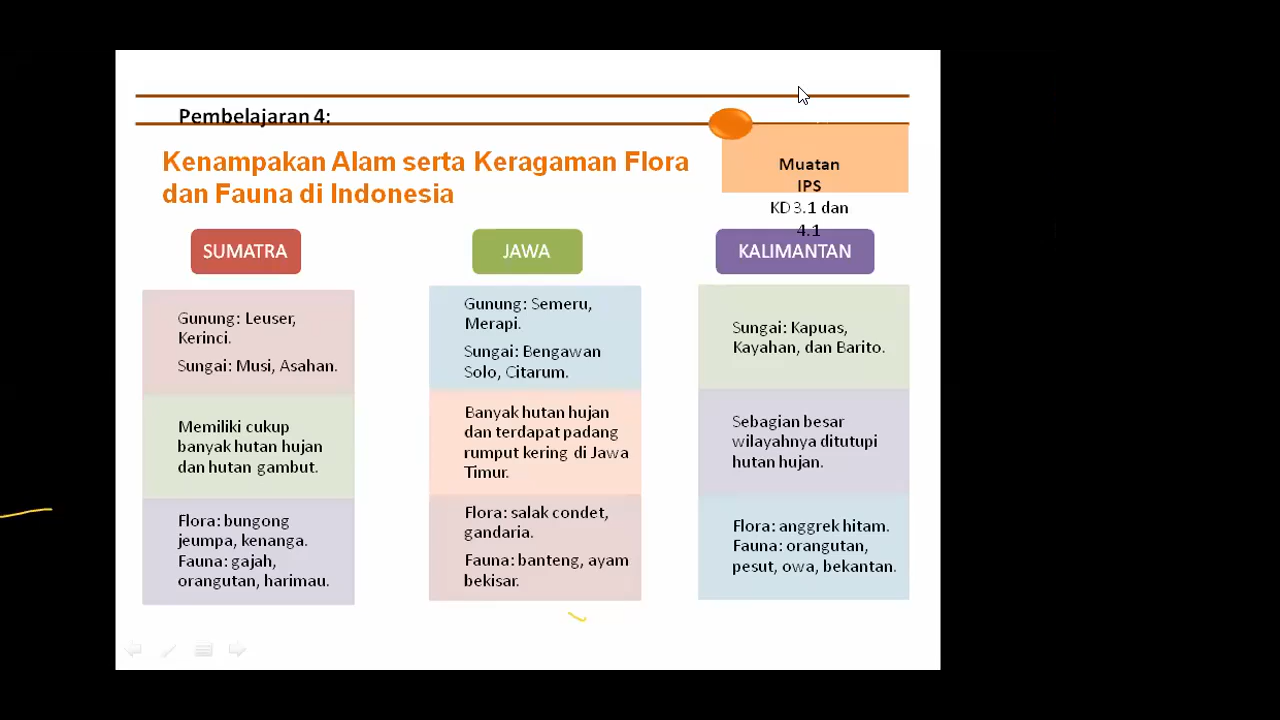 Pembelajaran 4:
Kenampakan Alam serta Keragaman Flora
dan Fauna di Indonesia
Muatan
IPS
KD3.1 dan
4.1
SUMATRA
Gunung: Leuser,
Kerinci.
Sungai: Musi, Asahan.
Memiliki cukup
banyak hutan hujan
dan hutan gambut.
Flora: bungong
jeumpa, kenanga.
Fauna: gajah,
orangutan, harimau.
JAWA
Gunung: Semeru,
Merapi.
Sungai: Bengawan
Solo, Citarum.
Banyak hutan hujan
dan terdapat padang
rumput kering di Jawa
Timur.
Flora: salak condet,
gandaria.
Fauna: banteng, ayam
bekisar.
KALIMANTAN
Sungai: Kapuas,
Kayahan, dan Barito.
Sebagian besar
wilayahnya ditutupi
hutan hujan.
Flora: anggrek hitam.
Fauna: orangutan,
pesut, owa, bekantan.